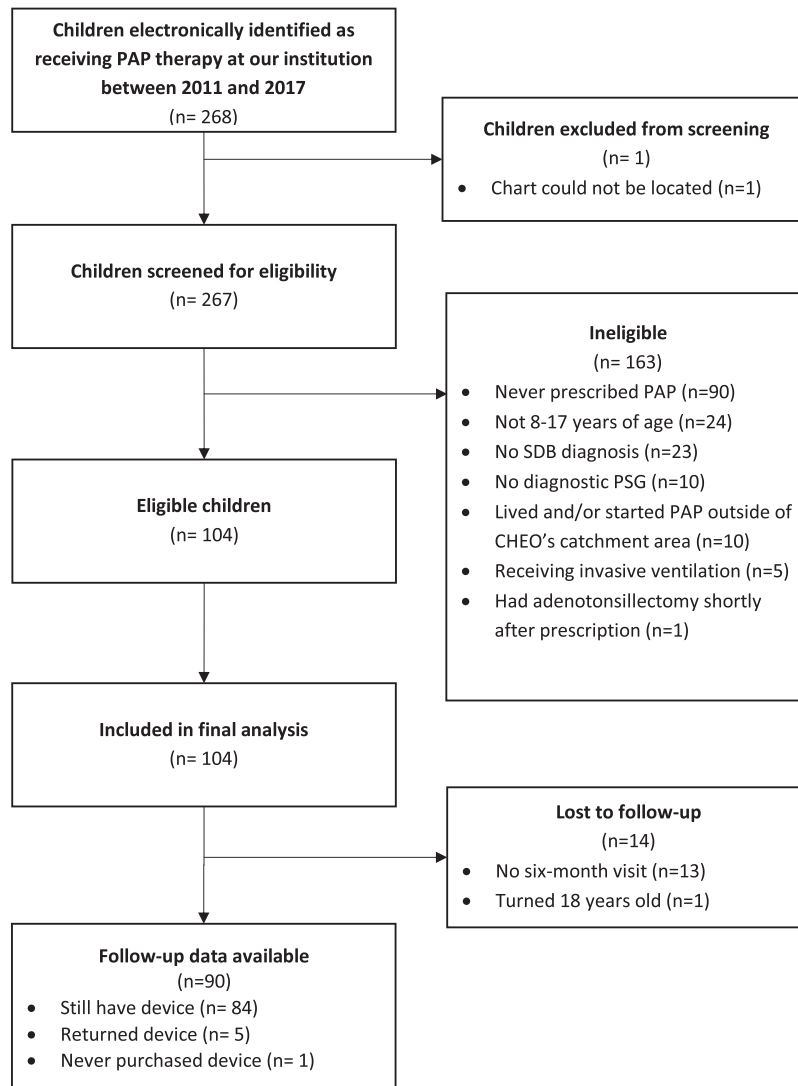 Children electronically identified as
receiving PAP therapy at our institution
between 2011 and 2017
(n= 268)
Children excluded from screening
(n= 1)
• Chart could not be located (n=1)
Children screened for eligibility
(n= 267)
Ineligible
(n= 163)
• Never prescribed PAP (n=90)
• Not 8-17 years of age (n=24)
• No SDB diagnosis (n=23)
• No diagnostic PSG (n=10)
• Lived and/or started PAP outside of
CHEO’s catchment area (n=10)
• Receiving invasive ventilation (n=5)
• Had adenotonsillectomy shortly
after prescription (n=1)
Eligible children
(n= 104)
Included in final analysis
(n= 104)
Lost to follow-up
(n=14)
• No six-month visit (n=13)
• Turned 18 years old (n=1)
Follow-up data available
(n=90)
• Still have device (n= 84)
• Returned device (n= 5)
• Never purchased device (n= 1)